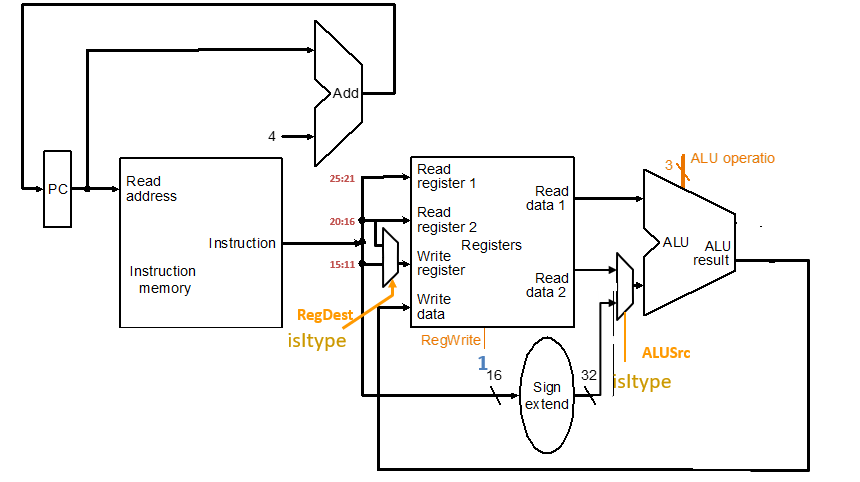 Add
4
PC
Read
address
Instruction
Instruction
memory
25:21
20:16
15:11
Read
register 1
Read
register 2
Write
register
Write
data
Registers
Read
data 1
Read
data 2
RegDest
isItype
RegWrite
1
16
Sign
extend
32
3
ALU operatio
ALU
ALU
result
ALUSrc
isItype